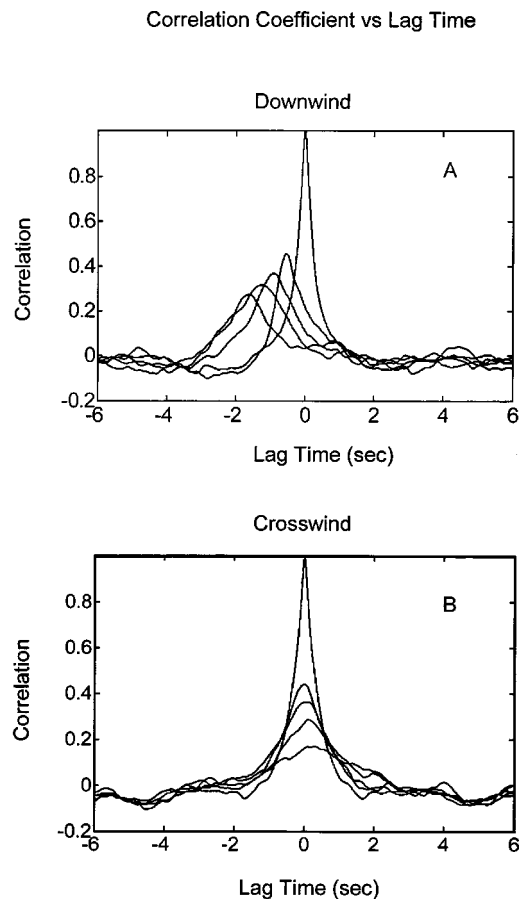 Correlation Coefficient vs Lag Time
Downwind
A
0.8
0.6
0.4
0.2
0
-0.2
Correlation
-6 -4 -2 0 2 4 6
Lag Time (sec)
Crosswind
B
0.8
0.6
0.4
0.2
0
-0.2
Correlation
-6 -4 -2 0 2 4 6
Lag Time (sec)